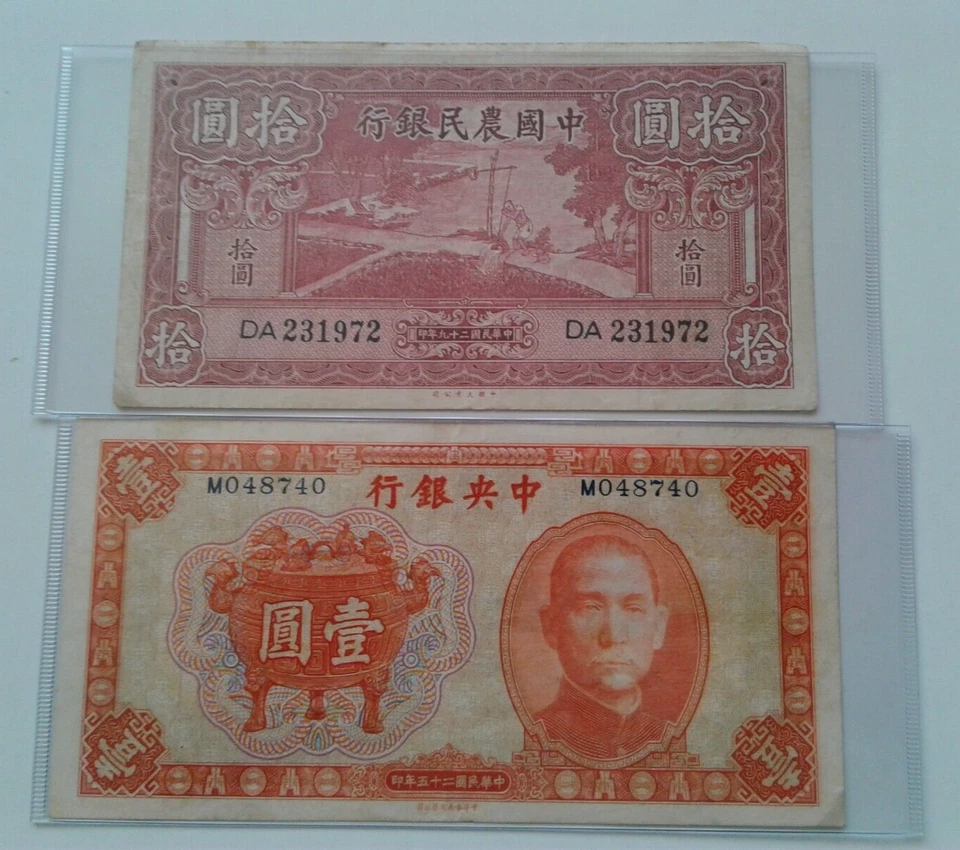 拾圓 中國農民銀行 拾圓
拾圓 拾圓
DA 231972 DA 231972
中華民國二十九年印
拾 拾
壹 壹
M048740 中央銀行 M048740
壹圓
中華民國二十五年印
壹 壹